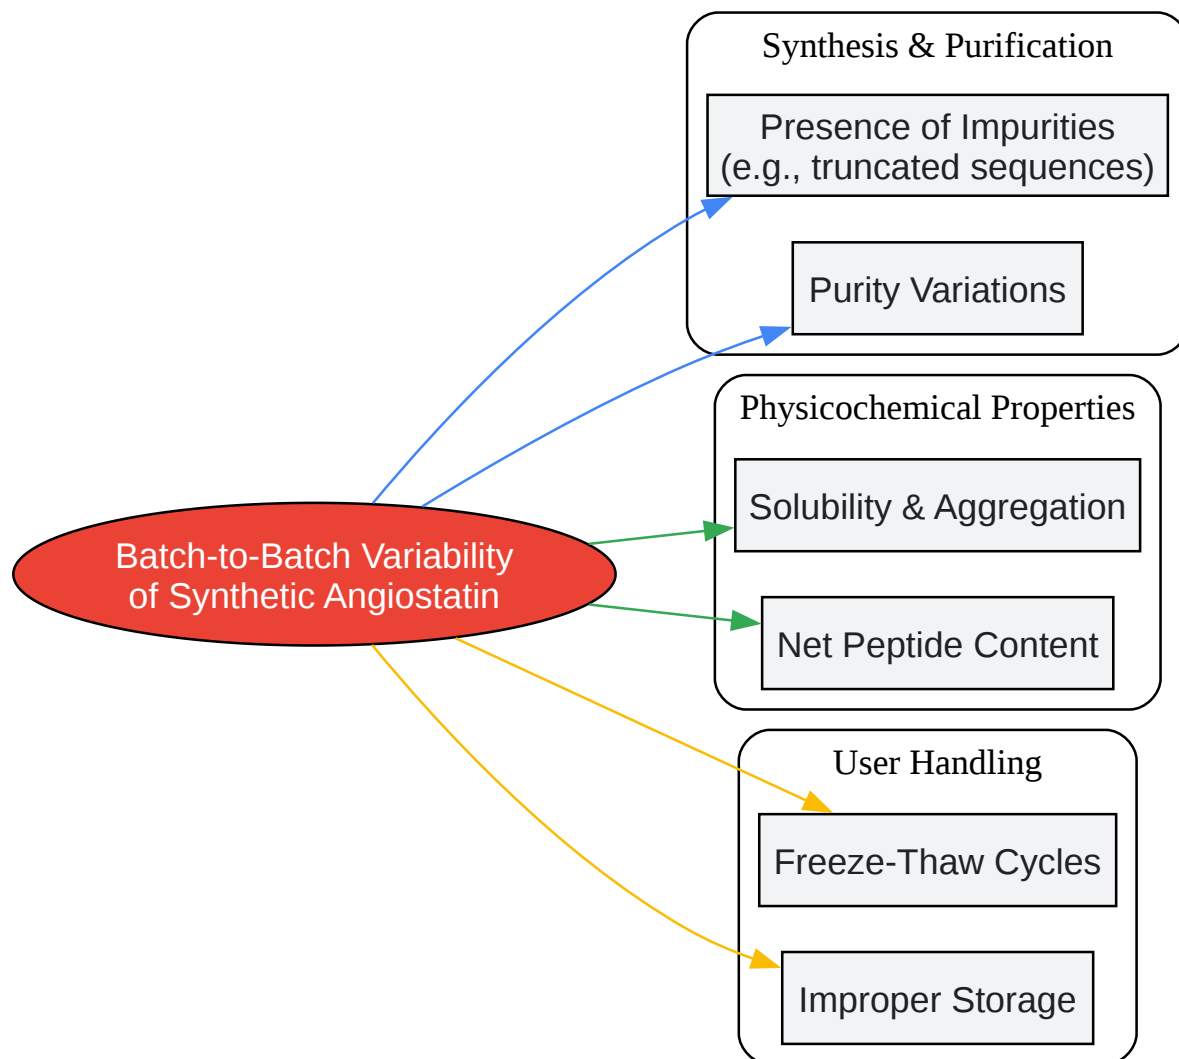 Synthesis & Purification
Presence of Impurities
(e.g., truncated sequences)
Purity Variations
Physicochemical Properties
Solubility & Aggregation
Batch-to-Batch Variability
of Synthetic Angiostatin
Net Peptide Content
User Handling
Freeze-Thaw Cycles
Improper Storage